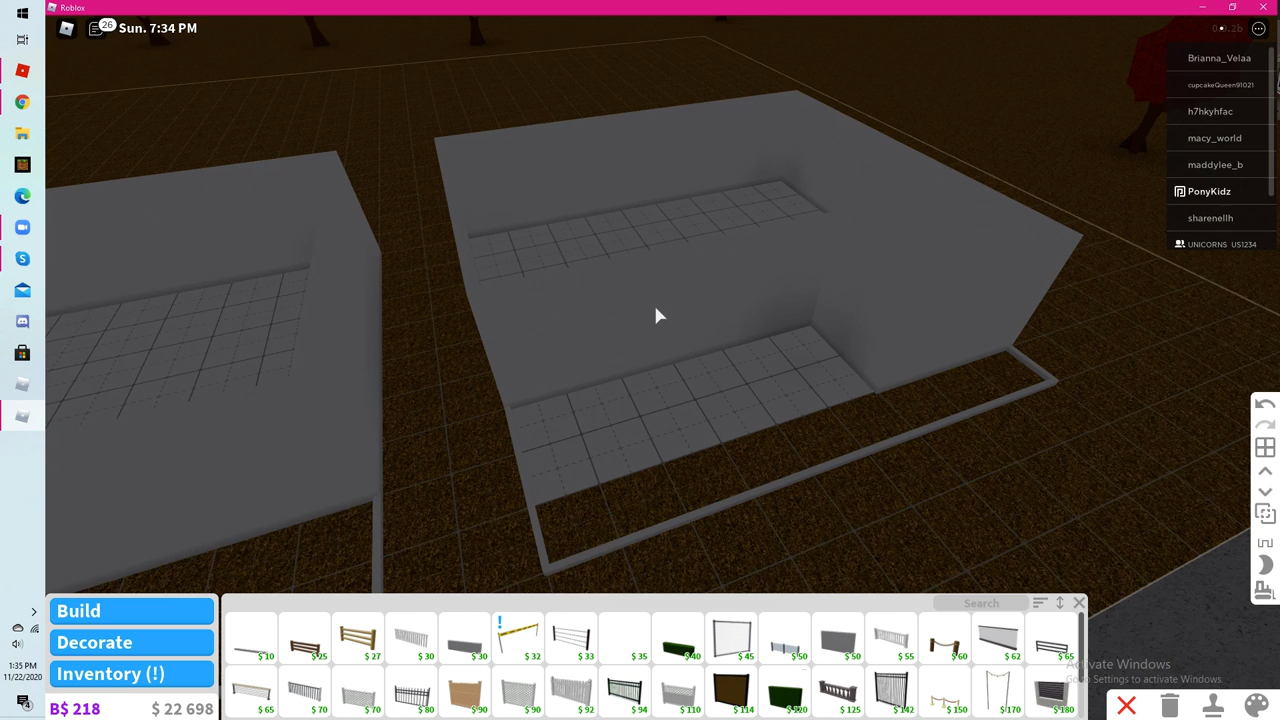 Roblox
26
Sun. 7:34 PM
Brianna_Velaa
cupcakeQueen91021
h7hkyhfac
macy_world
maddylee_b
PonyKidz
sharenellh
UNICORNS_US1234
Build
Decorate
Inventory (!)
B$ 218
$ 22 698
Search
$ 10
$ 25
$ 27
$ 30
$ 30
!
$ 32
$ 33
$ 35
$ 40
$ 45
$ 50
$ 50
$ 55
$ 60
$ 62
$ 65
$ 65
$ 70
$ 70
$ 80
$ 90
$ 90
$ 92
$ 94
$ 110
$ 114
$ 120
$ 125
$ 142
$ 150
$ 170
$ 180
Activate Windows
Go to Settings to activate Windows.
1:35 PM
11/22/2020
4